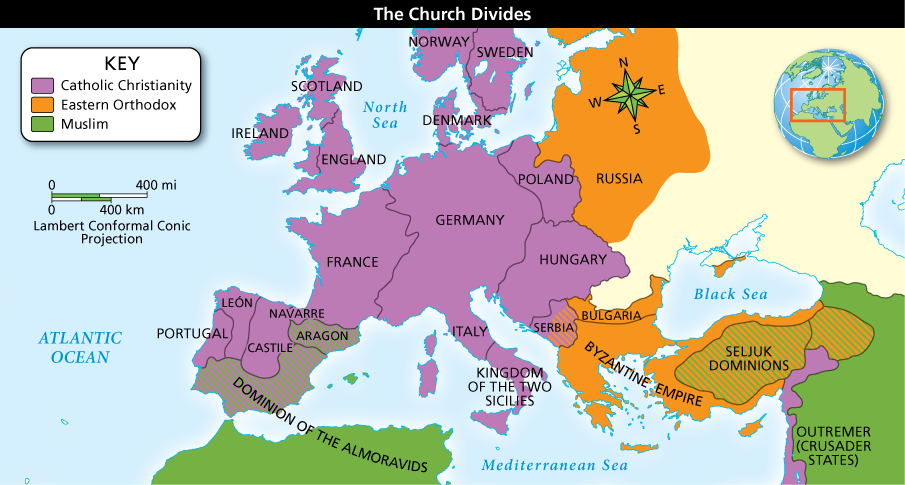 The Church Divides
KEY
Catholic Christianity
Eastern Orthodox
Muslim
0 400 mi
0 400 km
Lambert Conformal Conic
Projection
NORWAY
SWEDEN
SCOTLAND
North
Sea
DENMARK
IRELAND
ENGLAND
N
W
E
S
POLAND
RUSSIA
GERMANY
FRANCE
HUNGARY
Black Sea
LEÓN
NAVARRE
PORTUGAL
ARAGON
CASTILE
ITALY
SERBIA
BULGARIA
ATLANTIC
OCEAN
SELJUK
DOMINIONS
BYZANTINE EMPIRE
KINGDOM
OF THE TWO
SICILIES
DOMINION OF THE ALMORAVIDS
OUTREMER
(CRUSADER
STATES)
Mediterranean Sea